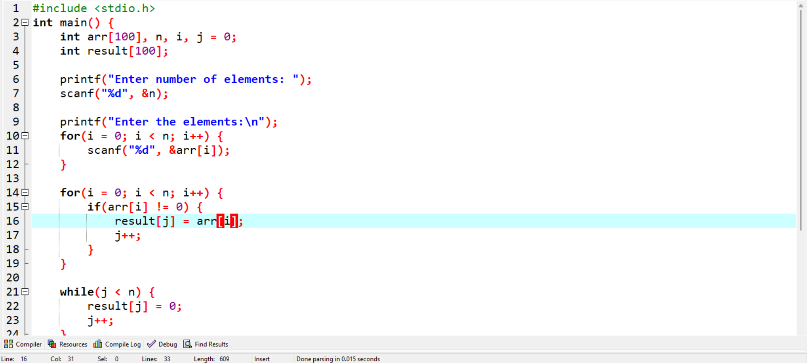 1 #include <stdio.h>
2 int main() {
3 int arr[100], n, i, j = 0;
4 int result[100];
5
6 printf("Enter number of elements: ");
7 scanf("%d", &n);
8
9 printf("Enter the elements:\n");
10 for(i = 0; i < n; i++) {
11 scanf("%d", &arr[i]);
12 }
13
14 for(i = 0; i < n; i++) {
15 if(arr[i] != 0) {
16 result[j] = arr[i];
17 j++;
18 }
19 }
20
21 while(j < n) {
22 result[j] = 0;
23 j++;
24 }
Compiler Resources Compile Log Debug Find Results
Line: 16 Col: 31 Sel: 0 Lines: 33 Length: 609 Insert Done parsing in 0.015 seconds